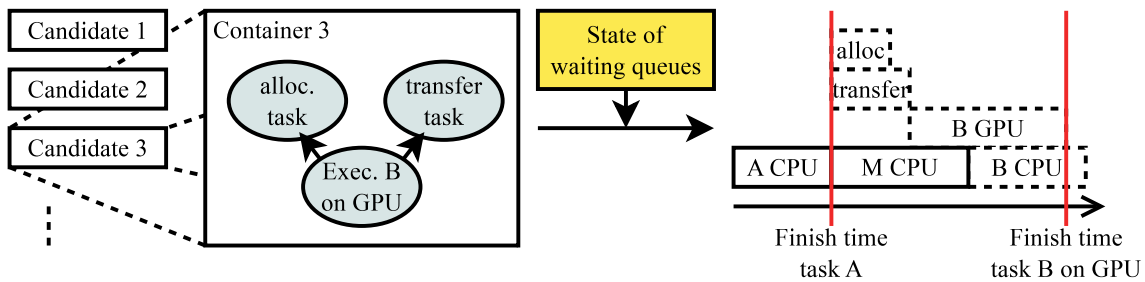 Candidate 1
Candidate 2
Candidate 3
Container 3
alloc.
task
transfer
task
Exec. B
on GPU
State of
waiting queues
alloc
transfer
B GPU
A CPU
M CPU
B CPU
Finish time
task A
Finish time
task B on GPU